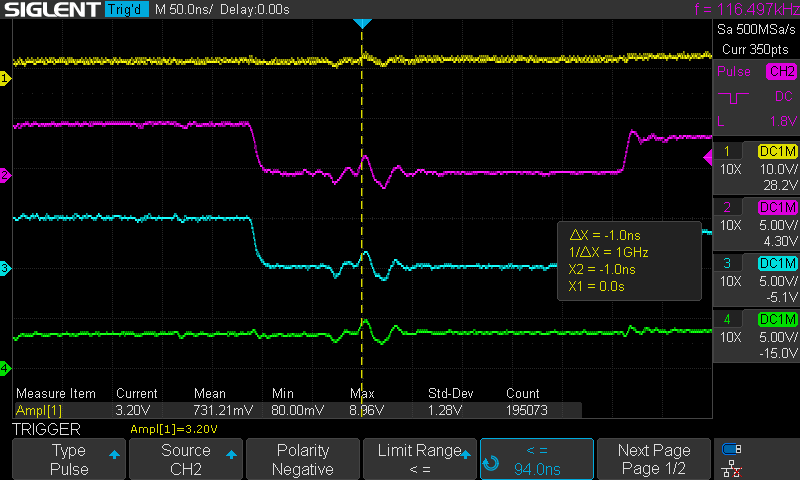 SIGLENT Trig'd M 50.0ns/ Delay:0.00s f = 116.497kHz
Sa 500MSa/s
Curr 350pts
Pulse CH2
DC
L 1.8V
1 DC1M
10X 10.0V/
28.2V
2 DC1M
10X 5.00V/
4.30V
3 DC1M
10X 5.00V/
-5.1V
4 DC1M
10X 5.00V/
-15.0V
1
2
3
4
ΔX = -1.0ns
1/ΔX = 1GHz
X2 = -1.0ns
X1 = 0.0s
Measure Item Current Mean Min Max Std-Dev Count
Ampl[1] 3.20V 731.21mV 80.00mV 8.96V 1.28V 195073
TRIGGER Ampl[1]=3.20V
Type Source Polarity Limit Range < = Next Page
Pulse CH2 Negative < = 94.0ns Page 1/2